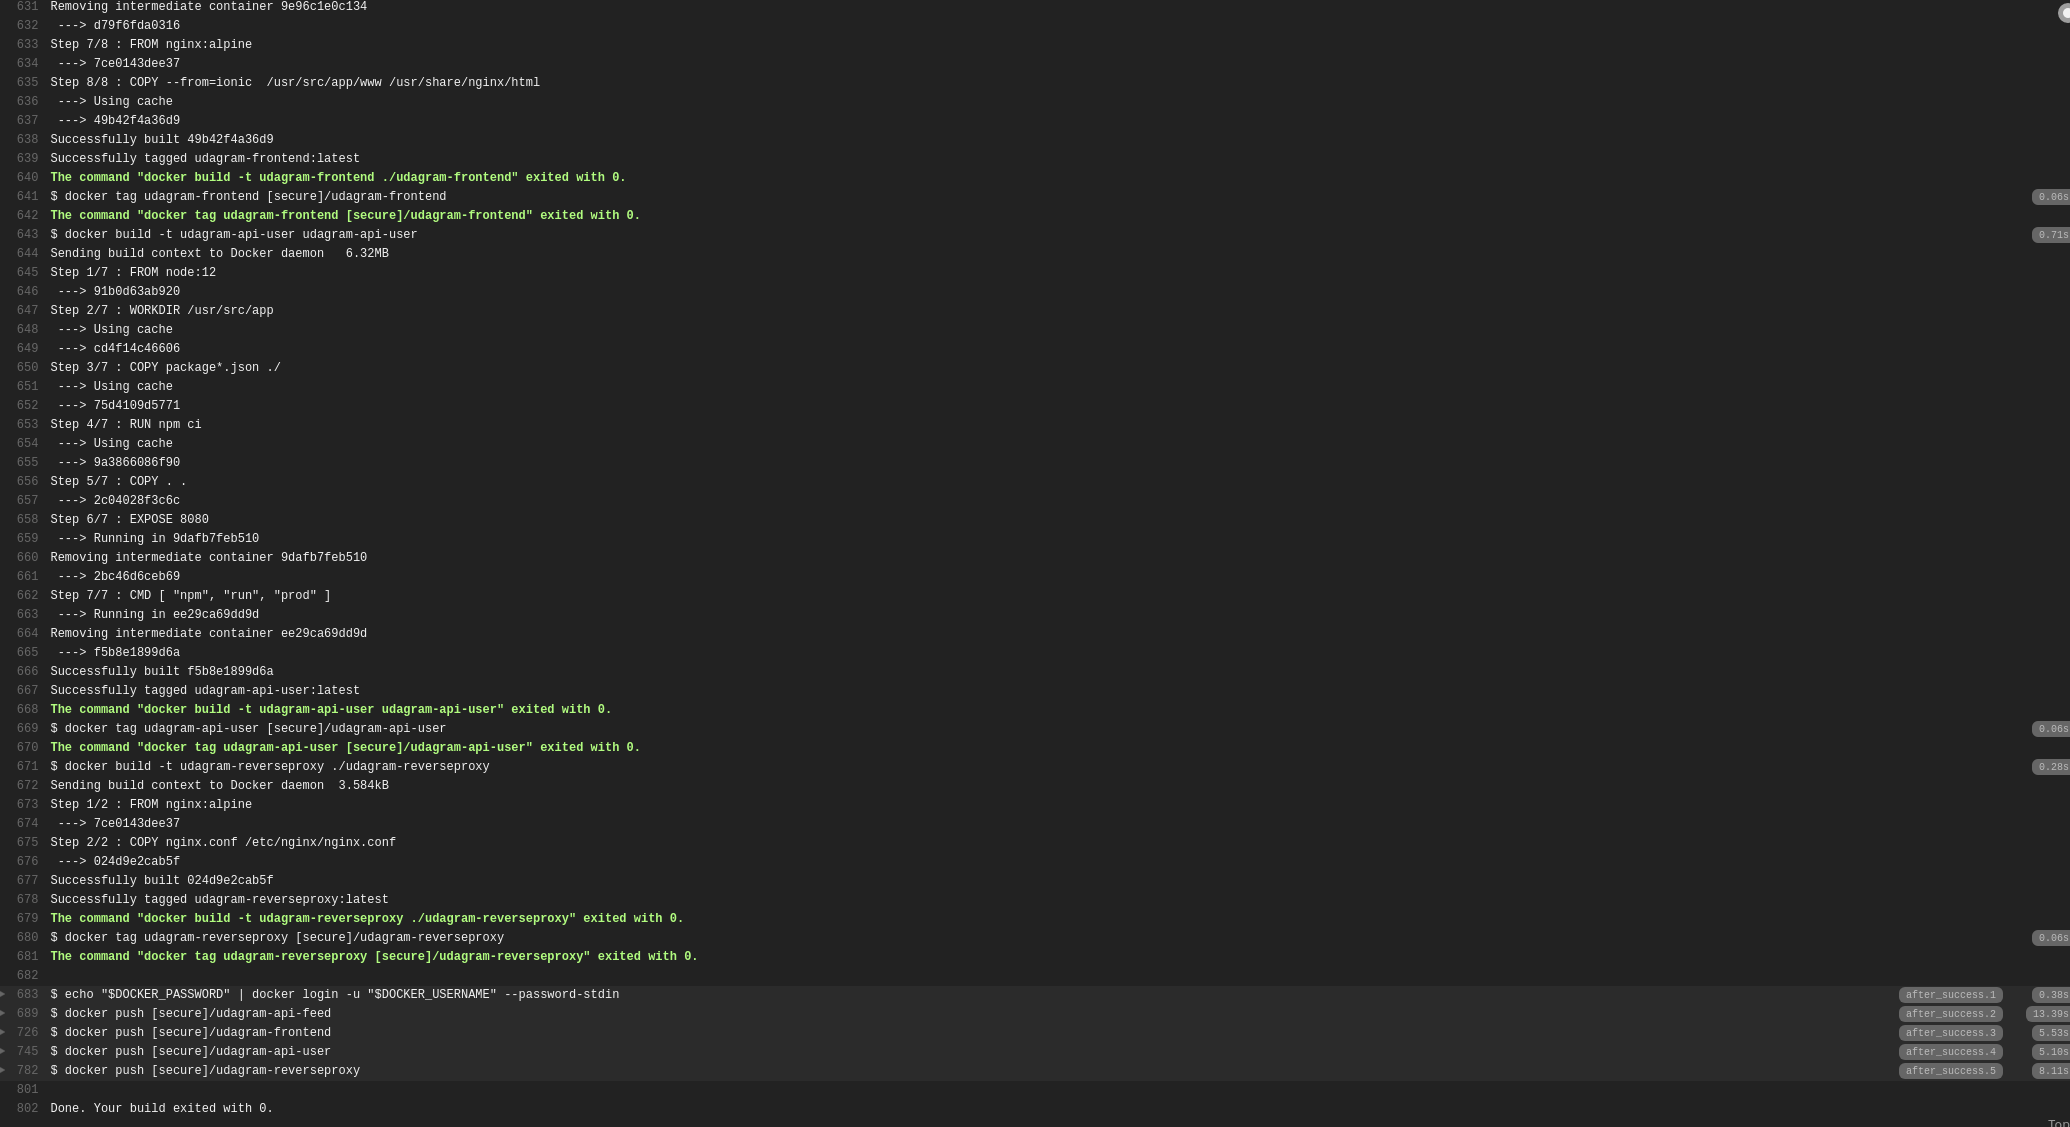 631 Removing intermediate container 9e96c1e0c134
632  ---> d79f6fda0316
633 Step 7/8 : FROM nginx:alpine
634  ---> 7ce0143dee37
635 Step 8/8 : COPY --from=ionic  /usr/src/app/www /usr/share/nginx/html
636  ---> Using cache
637  ---> 49b42f4a36d9
638 Successfully built 49b42f4a36d9
639 Successfully tagged udagram-frontend:latest
640 The command "docker build -t udagram-frontend ./udagram-frontend" exited with 0.
641 $ docker tag udagram-frontend [secure]/udagram-frontend 0.06s
642 The command "docker tag udagram-frontend [secure]/udagram-frontend" exited with 0.
643 $ docker build -t udagram-api-user udagram-api-user 0.71s
644 Sending build context to Docker daemon   6.32MB
645 Step 1/7 : FROM node:12
646  ---> 91b0d63ab920
647 Step 2/7 : WORKDIR /usr/src/app
648  ---> Using cache
649  ---> cd4f14c46606
650 Step 3/7 : COPY package*.json ./
651  ---> Using cache
652  ---> 75d4109d5771
653 Step 4/7 : RUN npm ci
654  ---> Using cache
655  ---> 9a3866086f90
656 Step 5/7 : COPY . .
657  ---> 2c04028f3c6c
658 Step 6/7 : EXPOSE 8080
659  ---> Running in 9dafb7feb510
660 Removing intermediate container 9dafb7feb510
661  ---> 2bc46d6ceb69
662 Step 7/7 : CMD [ "npm", "run", "prod" ]
663  ---> Running in ee29ca69dd9d
664 Removing intermediate container ee29ca69dd9d
665  ---> f5b8e1899d6a
666 Successfully built f5b8e1899d6a
667 Successfully tagged udagram-api-user:latest
668 The command "docker build -t udagram-api-user udagram-api-user" exited with 0.
669 $ docker tag udagram-api-user [secure]/udagram-api-user 0.06s
670 The command "docker tag udagram-api-user [secure]/udagram-api-user" exited with 0.
671 $ docker build -t udagram-reverseproxy ./udagram-reverseproxy 0.28s
672 Sending build context to Docker daemon  3.584kB
673 Step 1/2 : FROM nginx:alpine
674  ---> 7ce0143dee37
675 Step 2/2 : COPY nginx.conf /etc/nginx/nginx.conf
676  ---> 024d9e2cab5f
677 Successfully built 024d9e2cab5f
678 Successfully tagged udagram-reverseproxy:latest
679 The command "docker build -t udagram-reverseproxy ./udagram-reverseproxy" exited with 0.
680 $ docker tag udagram-reverseproxy [secure]/udagram-reverseproxy 0.06s
681 The command "docker tag udagram-reverseproxy [secure]/udagram-reverseproxy" exited with 0.
682
683 $ echo "$DOCKER_PASSWORD" | docker login -u "$DOCKER_USERNAME" --password-stdin after_success.1 0.38s
689 $ docker push [secure]/udagram-api-feed after_success.2 13.39s
726 $ docker push [secure]/udagram-frontend after_success.3 5.53s
745 $ docker push [secure]/udagram-api-user after_success.4 5.10s
782 $ docker push [secure]/udagram-reverseproxy after_success.5 8.11s
801
802 Done. Your build exited with 0.